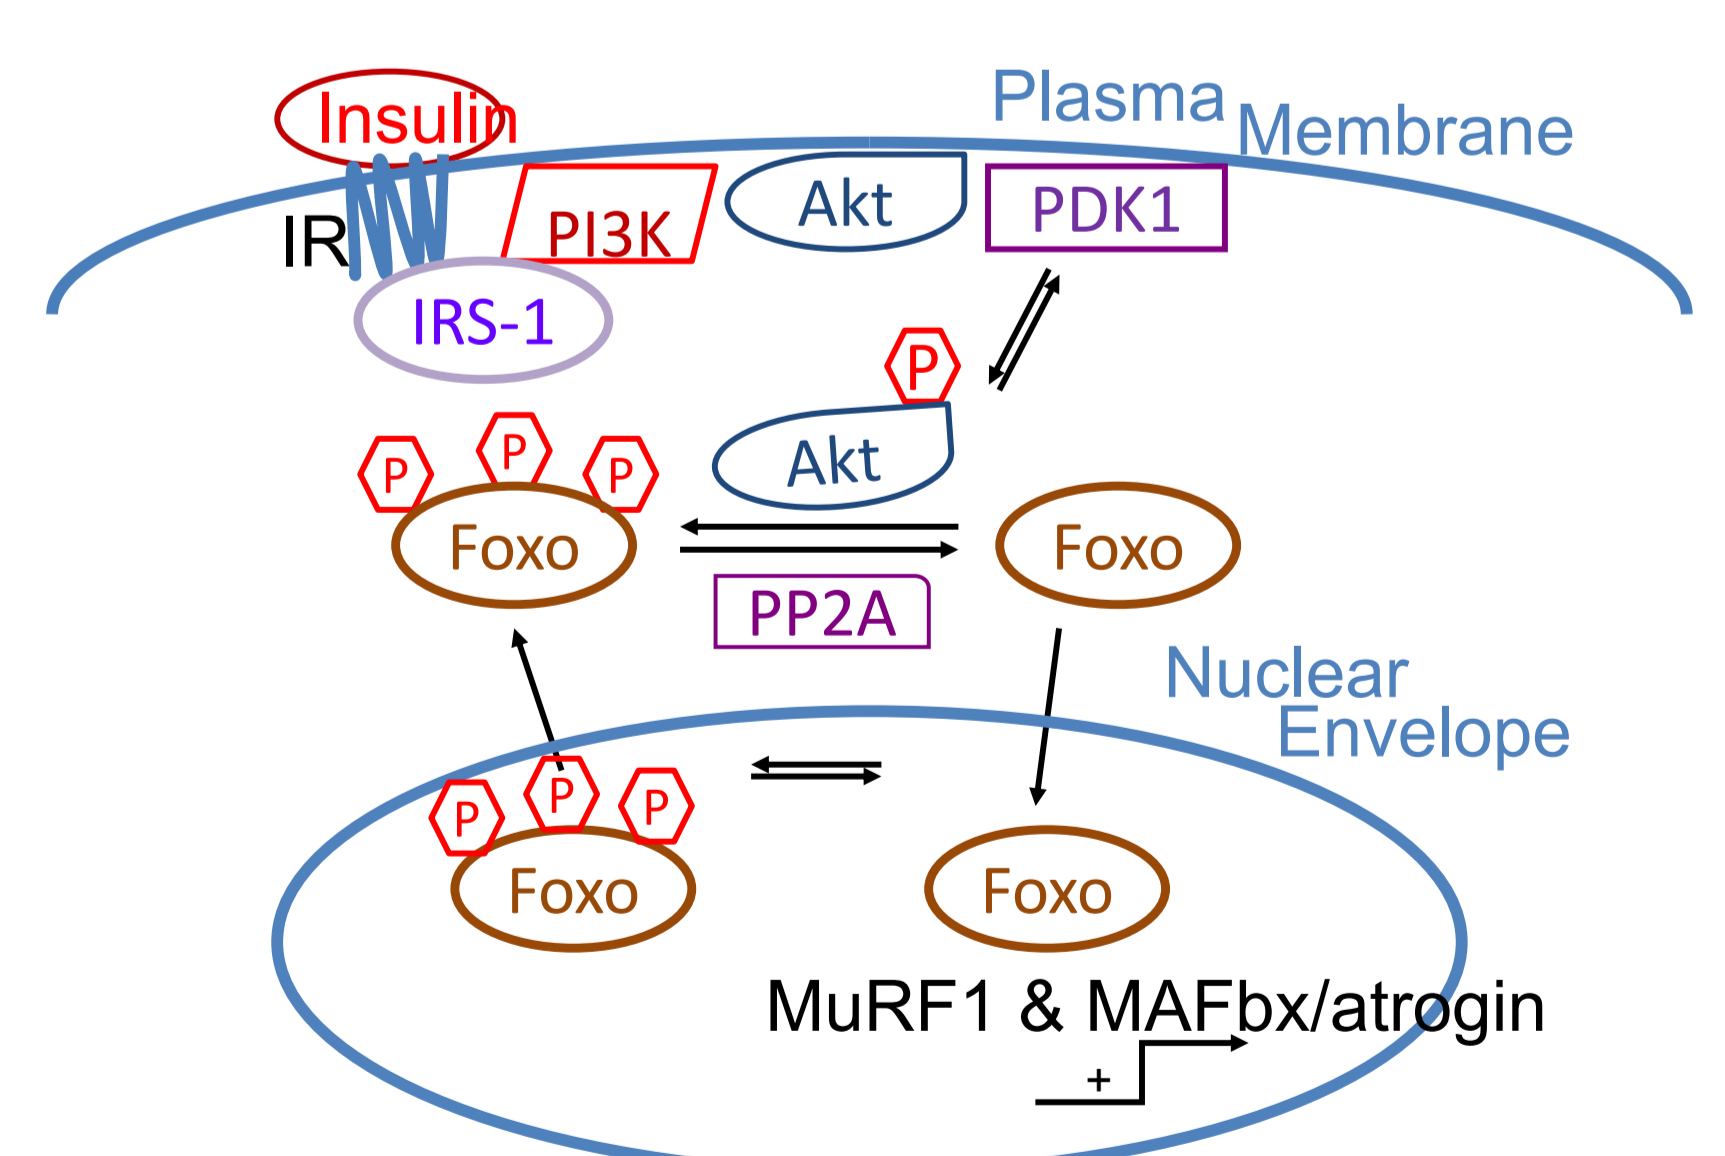 Plasma
Membrane
Insulin
IR
PI3K
Akt
PDK1
IRS-1
P
Akt
P
P
P
Foxo
Foxo
PP2A
Nuclear
Envelope
P
P
P
Foxo
Foxo
MuRF1 & MAFbx/atrogin
+